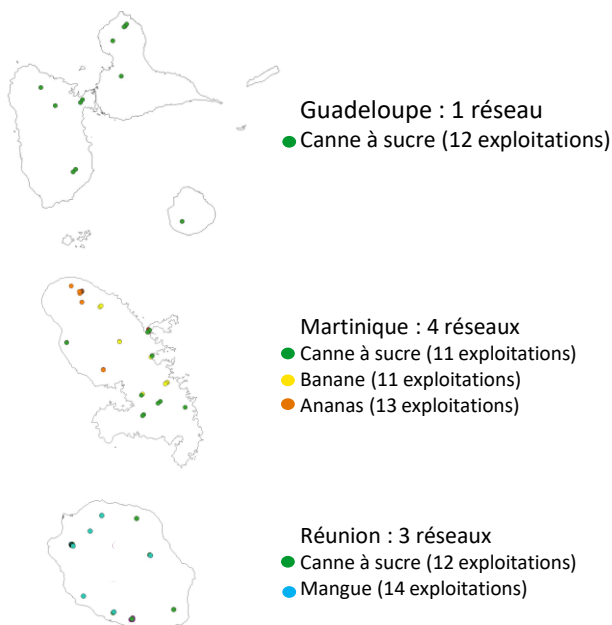 Guadeloupe : 1 réseau
Canne à sucre (12 exploitations)
Martinique : 4 réseaux
Canne à sucre (11 exploitations)
Banane (11 exploitations)
Ananas (13 exploitations)
Réunion : 3 réseaux
Canne à sucre (12 exploitations)
Mangue (14 exploitations)